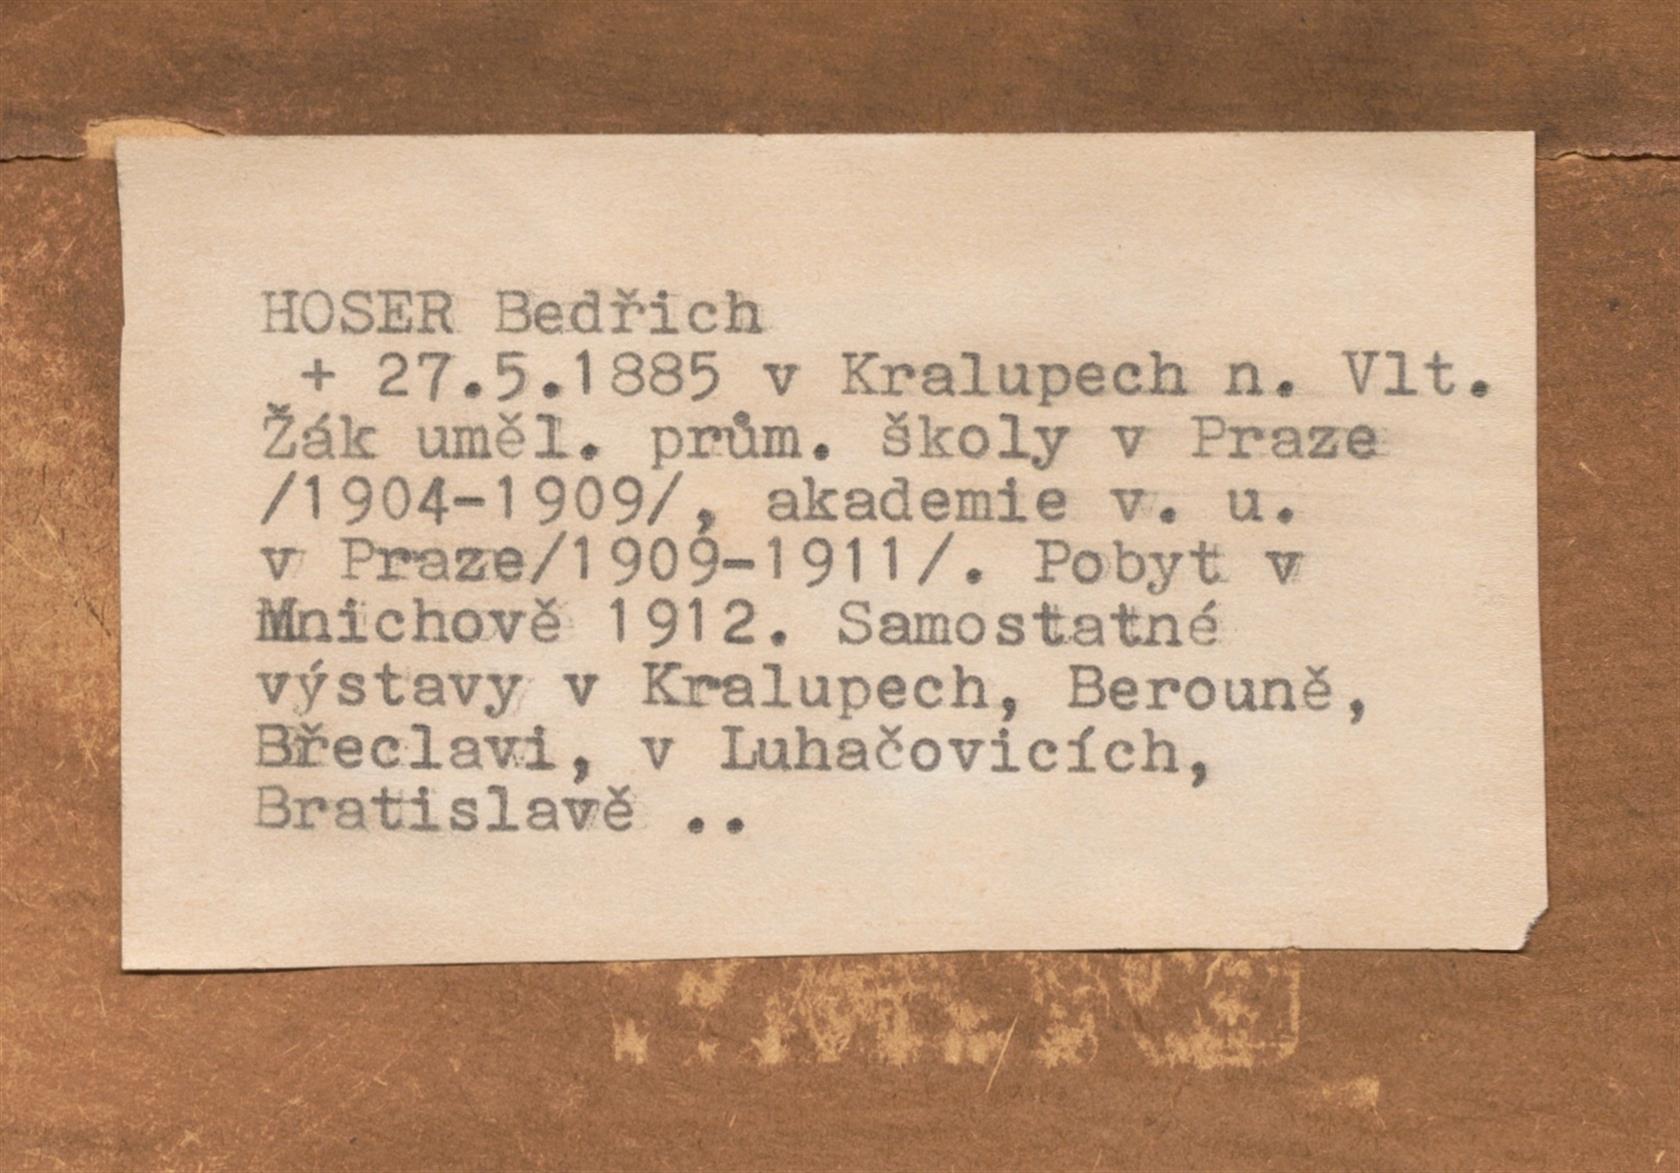 HOSER Bedřich
+ 27.5.1885 v Kralupech n. Vlt.
Žák uměl. prům. školy v Praze
/1904-1909/, akademie v. u.
v Praze/1909-1911/. Pobyt v
Mnichově 1912. Samostatné
výstavy v Kralupech, Berouně,
Břeclavi, v Luhačovicích,
Bratislavě ..